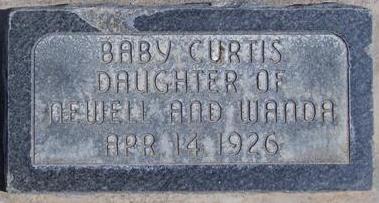 BABY CURTIS
DAUGHTER OF
NEWELL AND WANDA
APR 14 1926